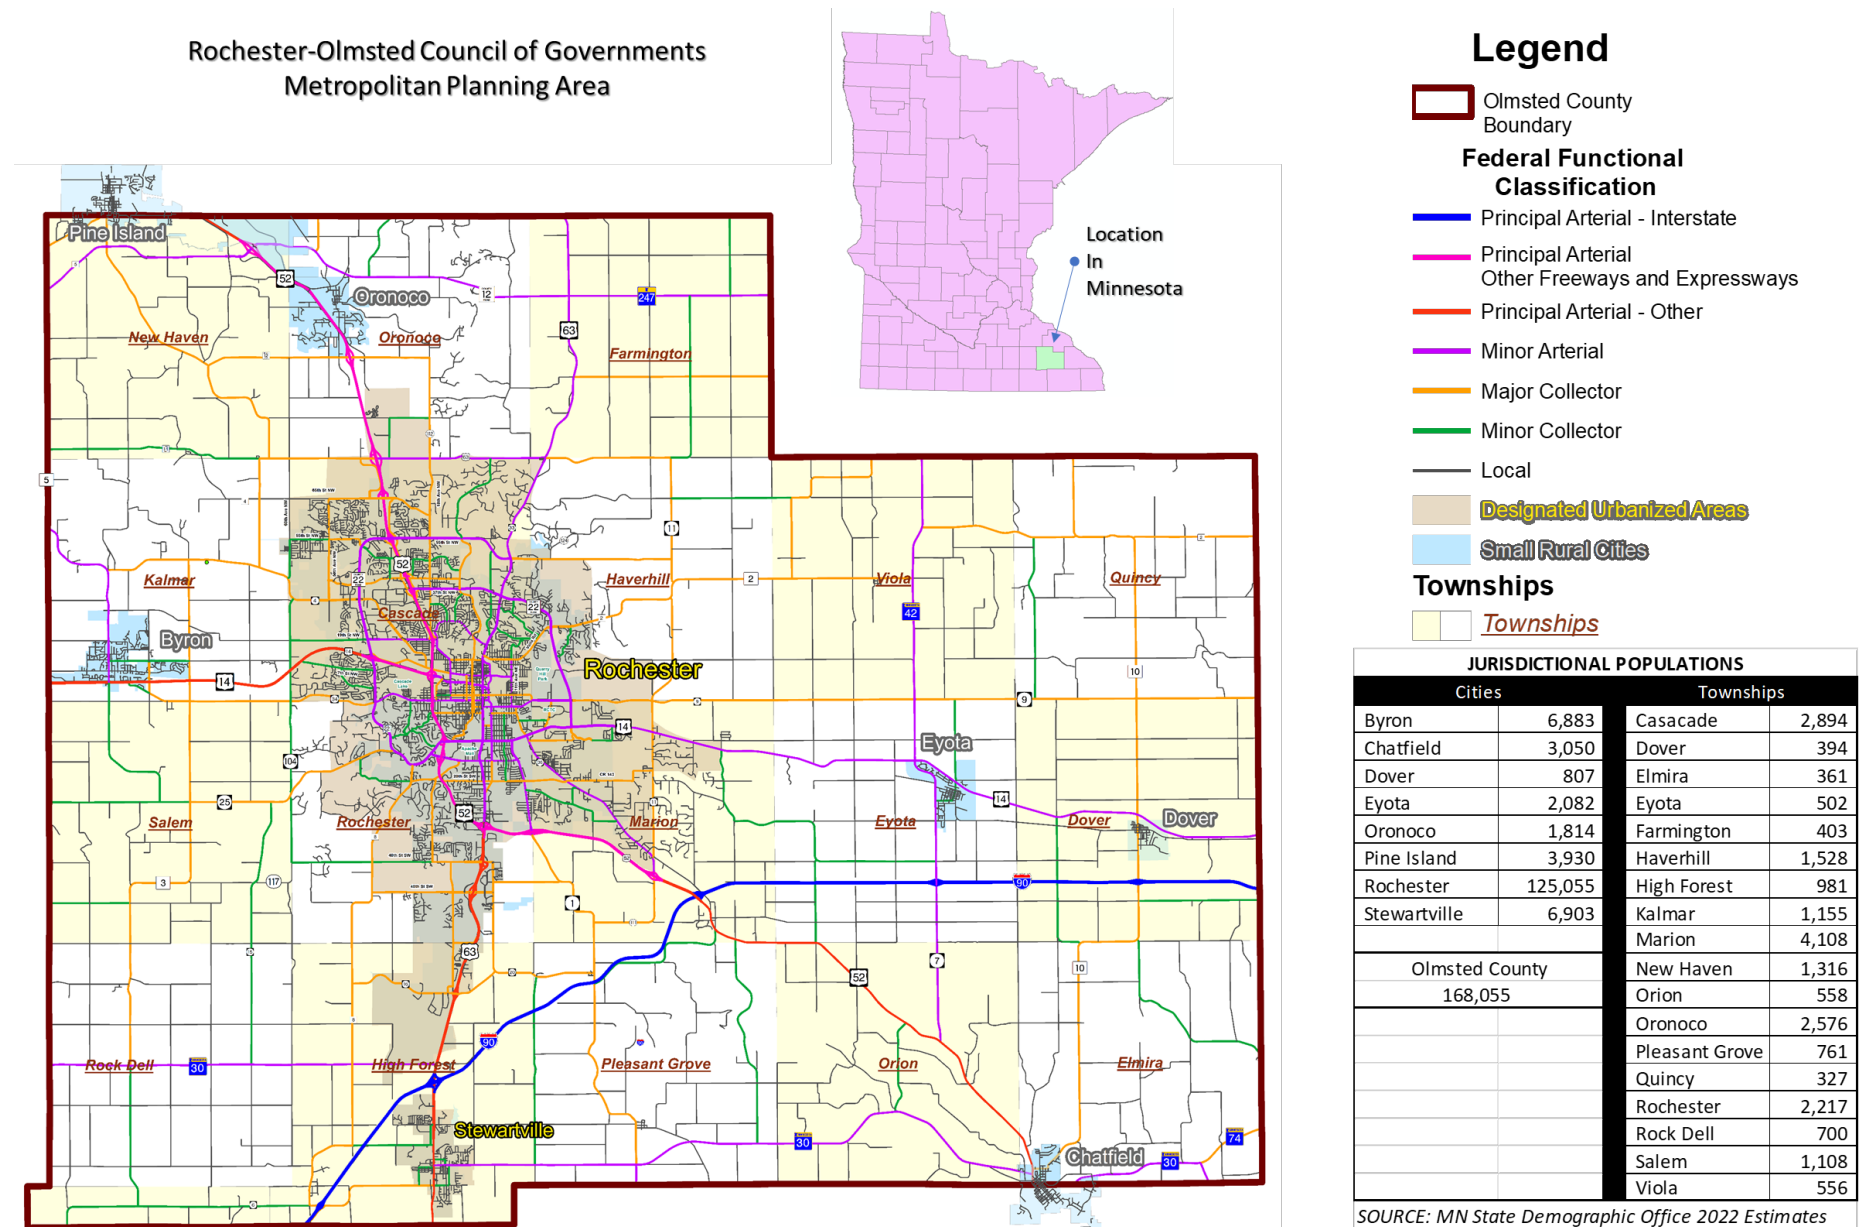 Rochester-Olmsted Council of Governments
Metropolitan Planning Area
Location
In
Minnesota
Legend
Olmsted County
Boundary
Federal Functional
Classification
Principal Arterial - Interstate
Principal Arterial
Other Freeways and Expressways
Principal Arterial - Other
Minor Arterial
Major Collector
Minor Collector
Local
Designated Urbanized Areas
Small Rural Cities
Townships
Townships
Pine Island
52
Oronoco
12
247
63
New Haven
Oronoco
Farmington
5
11
52
22
Kalmar
Haverhill
2
Viola
Quincy
22
Cascade
42
Byron
Rochester
14
10
9
14
Eyota
104
25
14
52
Salem
Rochester
Marion
Eyota
Dover
Dover
3
117
90
1
63
7
10
52
90
Rock Dell
30
High Forest
Pleasant Grove
Orion
Elmira
Stewartville
30
74
Chatfield
30
JURISDICTIONAL POPULATIONS
Cities Townships
Byron 6,883 Casacade 2,894
Chatfield 3,050 Dover 394
Dover 807 Elmira 361
Eyota 2,082 Eyota 502
Oronoco 1,814 Farmington 403
Pine Island 3,930 Haverhill 1,528
Rochester 125,055 High Forest 981
Stewartville 6,903 Kalmar 1,155
Marion 4,108
Olmsted County New Haven 1,316
168,055 Orion 558
Oronoco 2,576
Pleasant Grove 761
Quincy 327
Rochester 2,217
Rock Dell 700
Salem 1,108
Viola 556
SOURCE: MN State Demographic Office 2022 Estimates